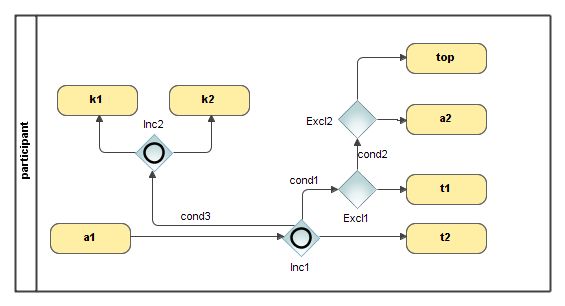 participant
top
k1
k2
Excl2
a2
Inc2
cond2
cond1
t1
cond3
Excl1
a1
t2
Inc1